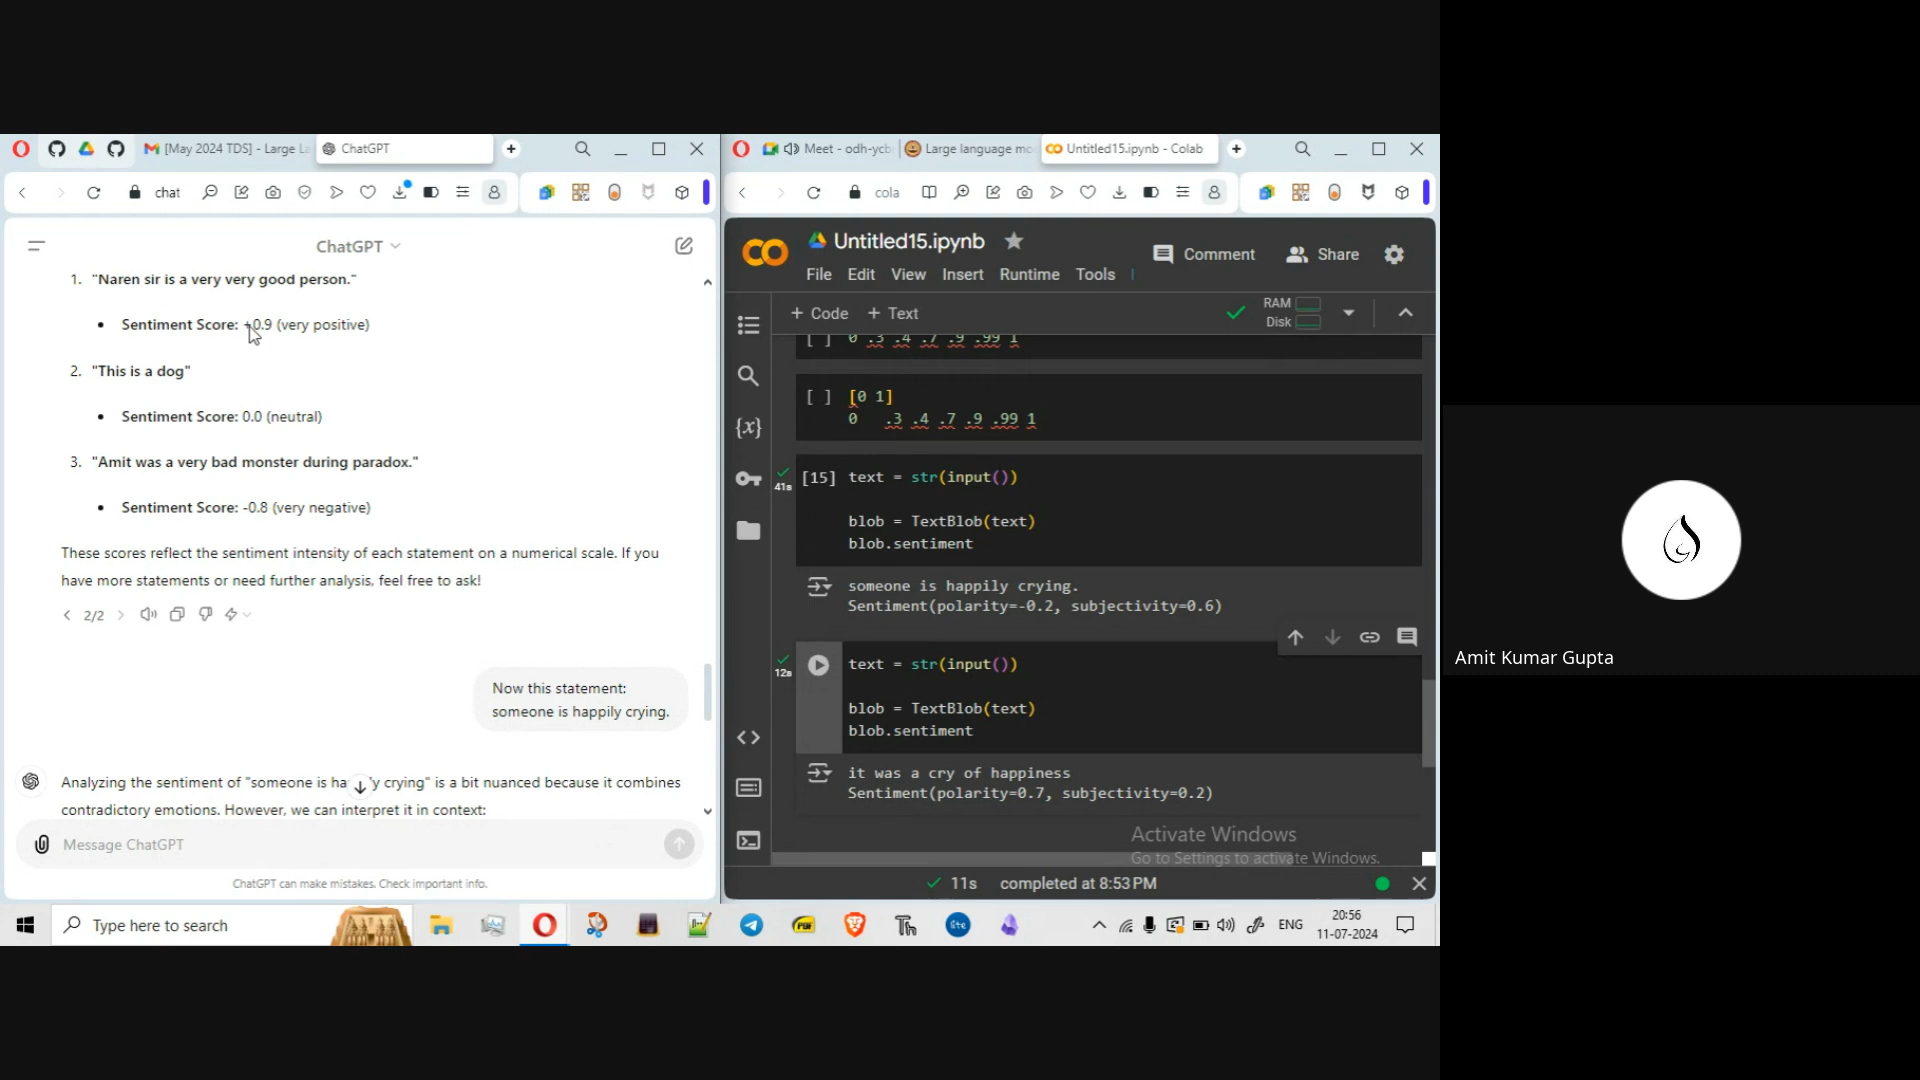 [May 2024 TDS] - Large La
ChatGPT
chat
ChatGPT
1. "Naren sir is a very very good person."
• Sentiment Score: +0.9 (very positive)
2. "This is a dog"
• Sentiment Score: 0.0 (neutral)
3. "Amit was a very bad monster during paradox."
• Sentiment Score: -0.8 (very negative)
These scores reflect the sentiment intensity of each statement on a numerical scale. If you
have more statements or need further analysis, feel free to ask!
2/2
Now this statement:
someone is happily crying.
Analyzing the sentiment of "someone is ha y crying" is a bit nuanced because it combines
contradictory emotions. However, we can interpret it in context:
Message ChatGPT
ChatGPT can make mistakes. Check important info.
Meet - odh-ycb
Large language mo
Untitled15.ipynb - Colab
cola
Untitled15.ipynb
Comment
Share
File Edit View Insert Runtime Tools
+ Code + Text
RAM
Disk
[ ] 0 .3 .4 .7 .9 .99 1
[ ] [0 1]
0 .3 .4 .7 .9 .99 1
41s
[15] text = str(input())
blob = TextBlob(text)
blob.sentiment
someone is happily crying.
Sentiment(polarity=-0.2, subjectivity=0.6)
12s
text = str(input())
blob = TextBlob(text)
blob.sentiment
it was a cry of happiness
Sentiment(polarity=0.7, subjectivity=0.2)
Activate Windows
Go to Settings to activate Windows.
11s completed at 8:53 PM
Type here to search
ENG
20:56
11-07-2024
Amit Kumar Gupta